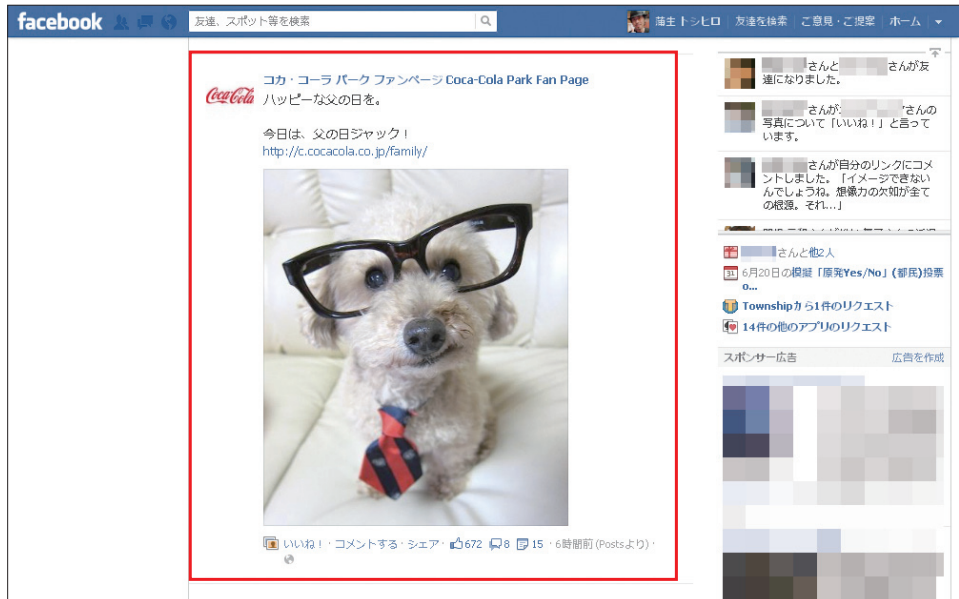 facebook
友達、スポット等を検索
蒲主 トシヒロ 友達を検索 ご意見・ご提案 ホーム
コカ・コーラ パーク ファンページ Coca-Cola Park Fan Page
Coca-Cola
ハッピーな父の日を。
今日は、父の日ジャック！
http://c.cocacola.co.jp/family/
いいね！ · コメントする · シェア · 672 8 15 · 6時間前 (Postsより) ·
さんと さんが友
達になりました。
さんが さんの
写真について「いいね！」と言って
います。
さんが自分のリンクにコメ
ントしました。「イメージできない
んでしょうね。想像力の欠如が全て
の根源。それ...」
さんと他2人
31 6月20日の模擬「原発Yes/No」(都民)投票
o...
Townshipから1件のリクエスト
14件の他のアプリのリクエスト
スポンサー広告 広告を作成